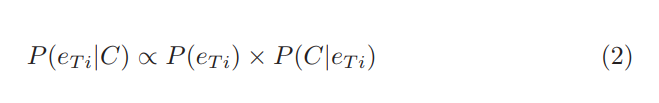 P(e_{Ti}|C) ∝ P(e_{Ti}) × P(C|e_{Ti}) (2)